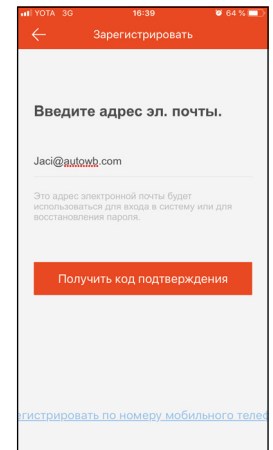 YOTA 3G 16:39 64 %
Зарегистрировать
Введите адрес эл. почты.
Jaci@autowb.com
Это адрес электронной почты будет
использоваться для входа в систему или для
восстановления пароля.
Получить код подтверждения
егистрировать по номеру мобильного телеф